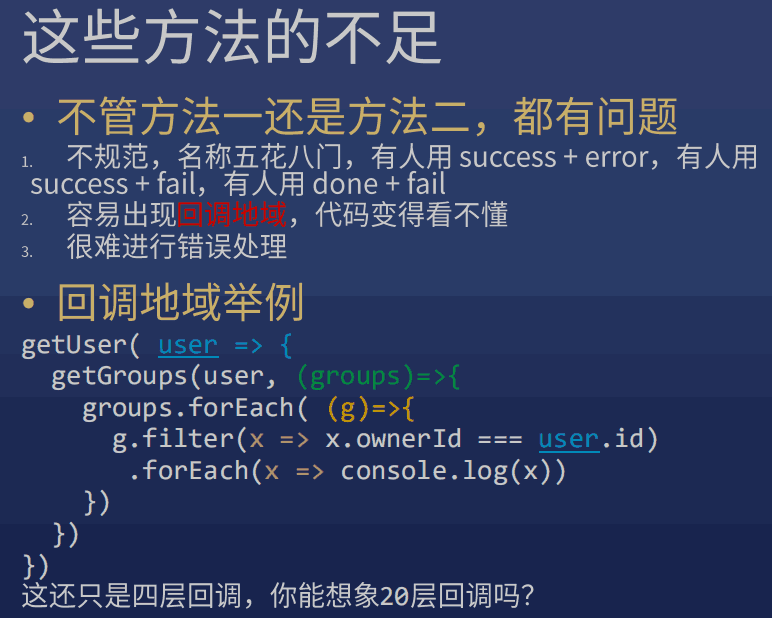 这些方法的不足
• 不管方法一还是方法二，都有问题
1. 不规范，名称五花八门，有人用 success + error，有人用
success + fail，有人用 done + fail
2. 容易出现回调地域，代码变得看不懂
3. 很难进行错误处理
• 回调地域举例
getUser( user => {
  getGroups(user, (groups)=>{
    groups.forEach( (g)=>{
      g.filter(x => x.ownerId === user.id)
       .forEach(x => console.log(x))
    })
  })
})
这还只是四层回调，你能想象20层回调吗？